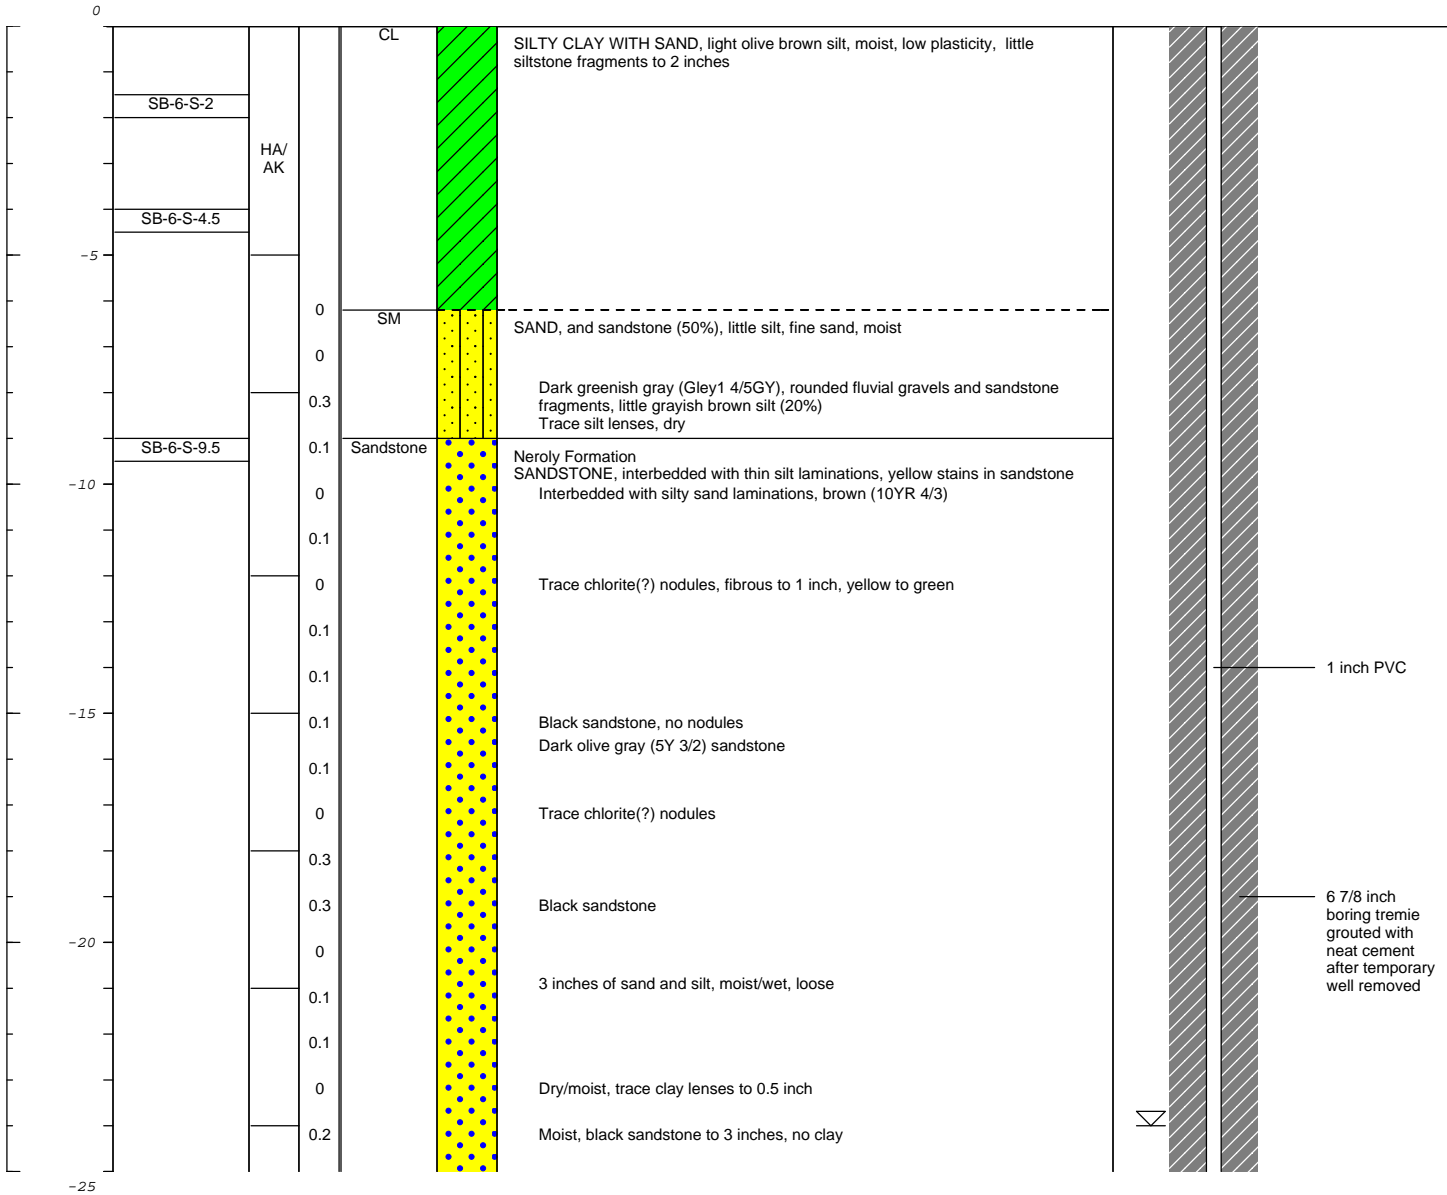 0
CL
SILTY CLAY WITH SAND, light olive brown silt, moist, low plasticity, little
siltstone fragments to 2 inches
SB-6-S-2
HA/
AK
SB-6-S-4.5
-5
0
SM
SAND, and sandstone (50%), little silt, fine sand, moist
0
Dark greenish gray (Gley1 4/5GY), rounded fluvial gravels and sandstone
0.3
fragments, little grayish brown silt (20%)
Trace silt lenses, dry
SB-6-S-9.5
0.1
Sandstone
Neroly Formation
SANDSTONE, interbedded with thin silt laminations, yellow stains in sandstone
-10
0
Interbedded with silty sand laminations, brown (10YR 4/3)
0.1
0
Trace chlorite(?) nodules, fibrous to 1 inch, yellow to green
0.1
0.1
1 inch PVC
-15
0.1
Black sandstone, no nodules
Dark olive gray (5Y 3/2) sandstone
0.1
0
Trace chlorite(?) nodules
0.3
0.3
Black sandstone
6 7/8 inch
boring tremie
grouted with
neat cement
after temporary
well removed
-20
0
3 inches of sand and silt, moist/wet, loose
0.1
0.1
0
Dry/moist, trace clay lenses to 0.5 inch
0.2
Moist, black sandstone to 3 inches, no clay
-25